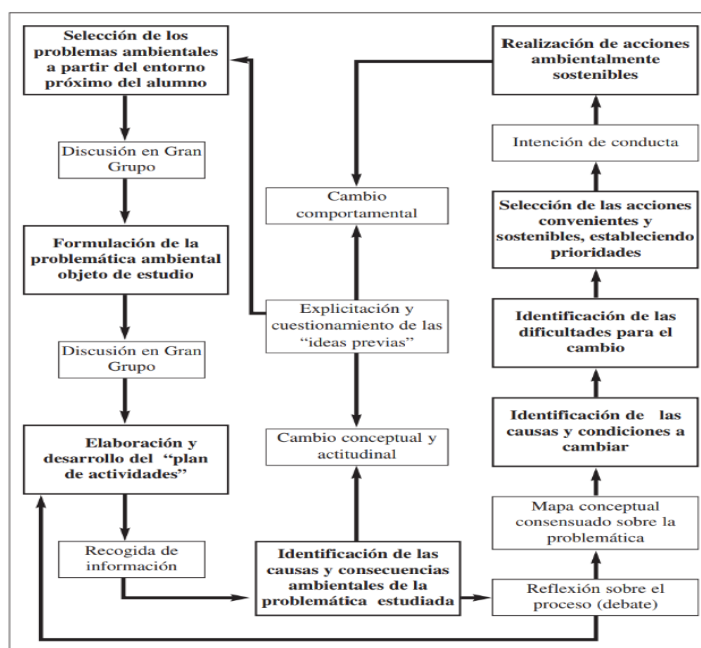 Selección de los
problemas ambientales
a partir del entorno
próximo del alumno
Discusión en Gran
Grupo
Formulación de la
problemática ambiental
objeto de estudio
Discusión en Gran
Grupo
Elaboración y
desarrollo del “plan
de actividades”
Recogida de
información
Cambio
comportamental
Explicitación y
cuestionamiento de las
“ideas previas”
Cambio conceptual y
actitudinal
Identificación de las
causas y consecuencias
ambientales de la
problemática estudiada
Realización de acciones
ambientalmente
sostenibles
Intención de conducta
Selección de las acciones
convenientes y
sostenibles, estableciendo
prioridades
Identificación de las
dificultades para el
cambio
Identificación de las
causas y condiciones a
cambiar
Mapa conceptual
consensuado sobre la
problemática
Reflexión sobre el
proceso (debate)